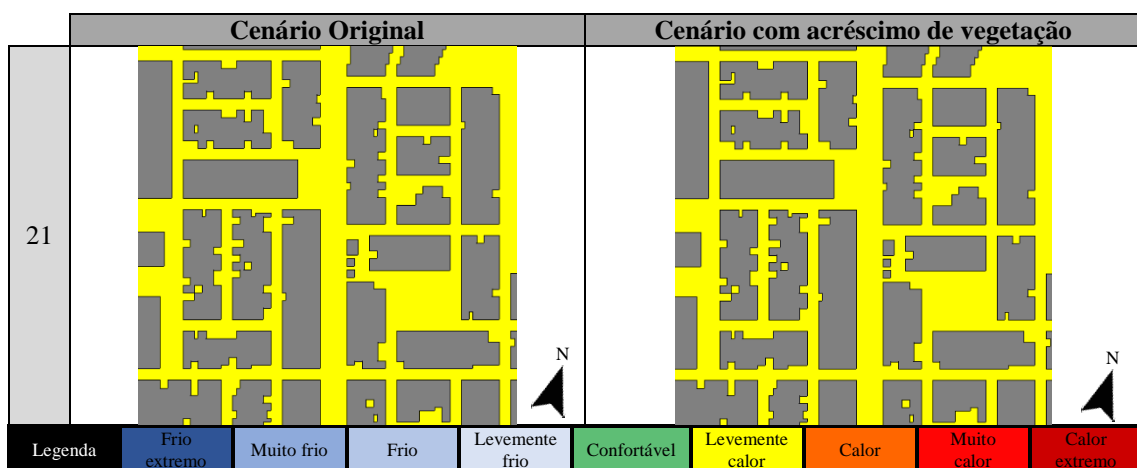 Cenário Original
Cenário com acréscimo de vegetação
21
N
N
Legenda
Frio
extremo
Muito frio
Frio
Levemente
frio
Confortável
Levemente
calor
Calor
Muito
calor
Calor
extremo